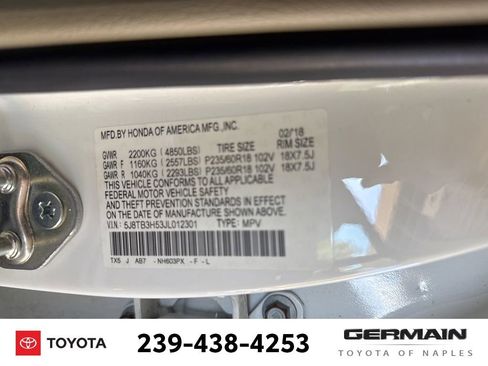 MFD.BY HONDA OF AMERICA MFG.,INC. 02/18
GVWR 2200KG (4850LBS) TIRE SIZE RIM SIZE
GAWR F 1160KG (2557LBS) P235/60R18 102V 18X7.5J
GAWR R 1040KG (2293LBS) P235/60R18 102V 18X7.5J
THIS VEHICLE CONFORMS TO ALL APPLICABLE
FEDERAL MOTOR VEHICLE SAFETY
AND THEFT PREVENTION STANDARDS
IN EFFECT ON THE DATE OF MANUFACTURE SHOWN ABOVE.
V.I.N: 5J8TB3H53JL012301 TYPE: MPV
TX5 J AB7 -NH603PX -F -L
TOYOTA 239-438-4253 GERMAIN
TOYOTA OF NAPLES